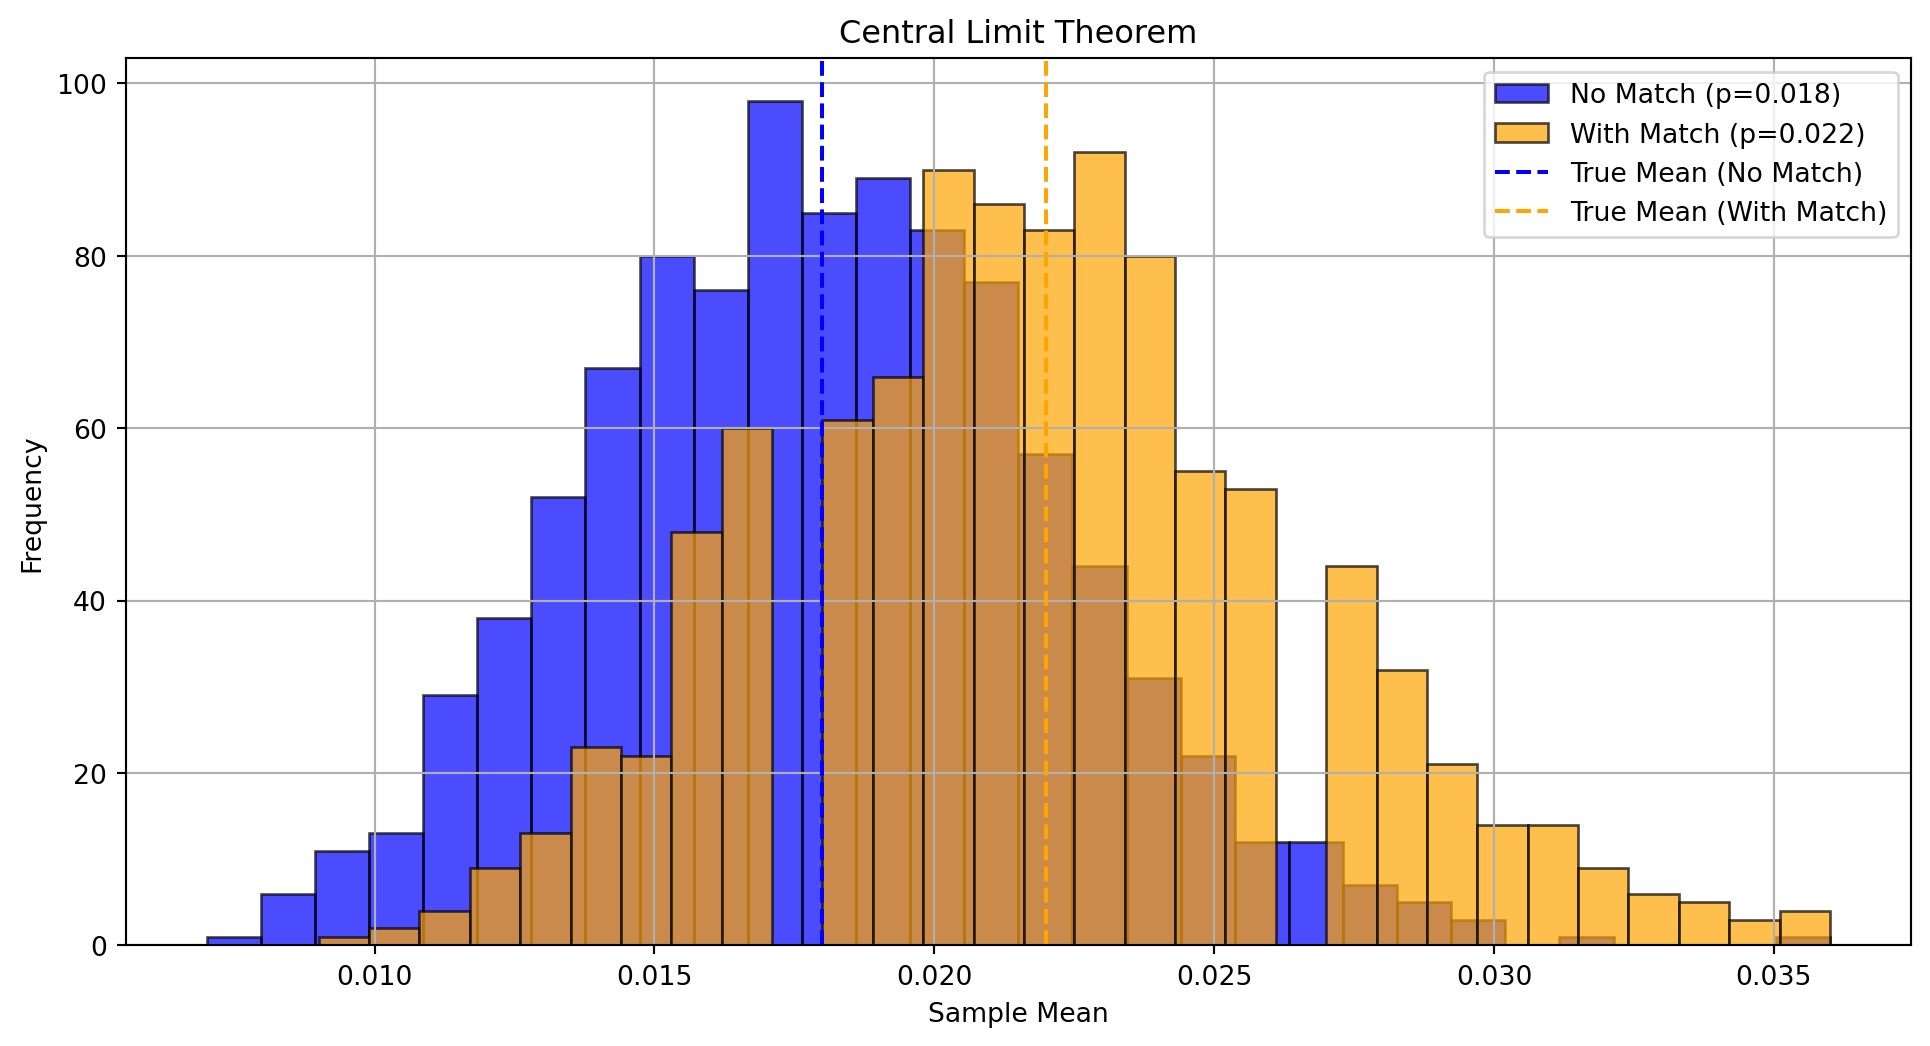 Central Limit Theorem
No Match (p=0.018)
With Match (p=0.022)
True Mean (No Match)
True Mean (With Match)
Frequency
100
80
60
40
20
0
0.010
0.015
0.020
0.025
0.030
0.035
Sample Mean